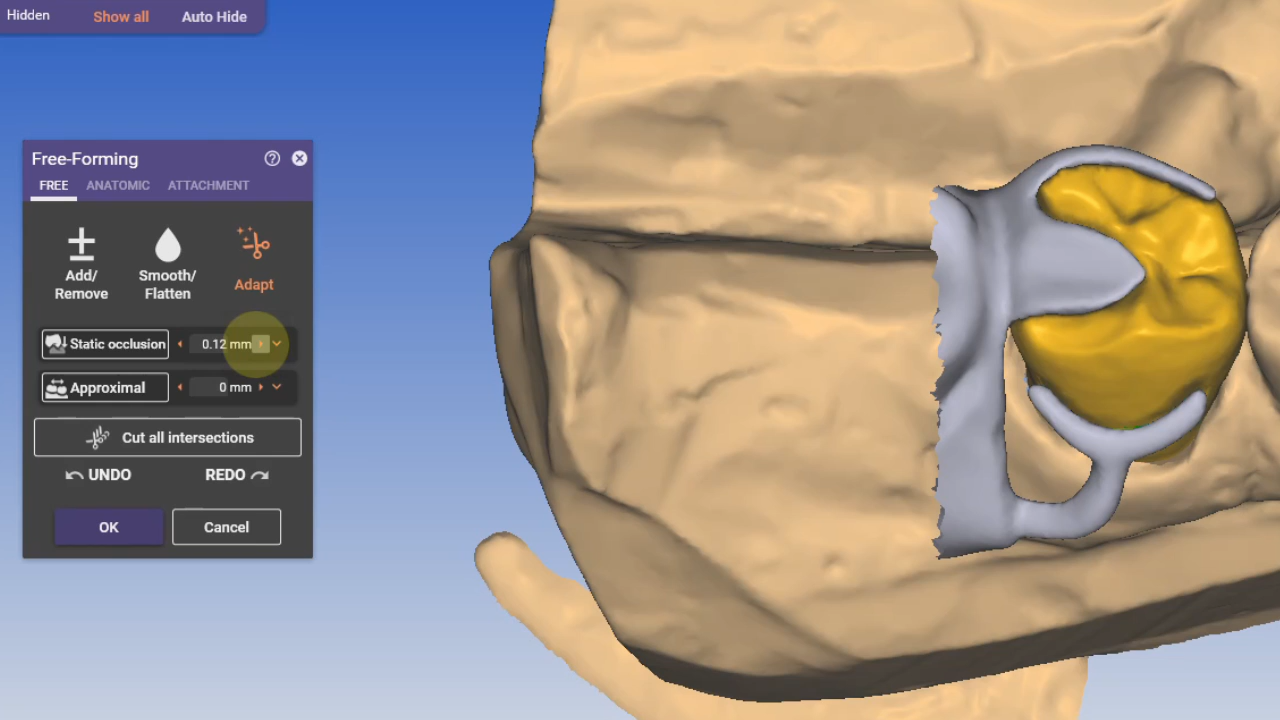 Hidden Show all Auto Hide
Free-Forming
FREE ANATOMIC ATTACHMENT
Add/ Smooth/ Adapt
Remove Flatten
Static occlusion 0.12 mm
Approximal 0 mm
Cut all intersections
UNDO REDO
OK Cancel